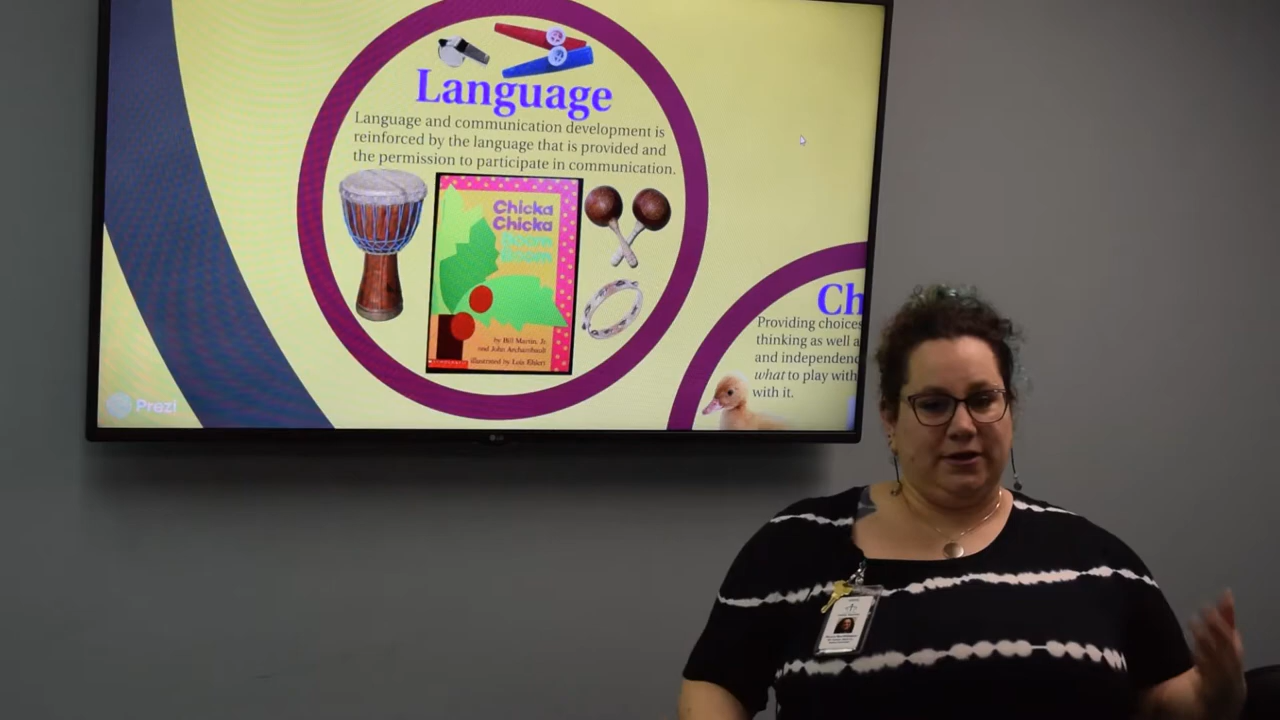 Language
Language and communication development is
reinforced by the language that is provided and
the permission to participate in communication.
Chicka
Chicka
Boom
Boom
by Bill Martin, Jr.
and John Archambault
illustrated by Lois Ehlert
Ch
Providing choices
thinking as well a
and independenc
what to play with
with it.
Prezi
LG